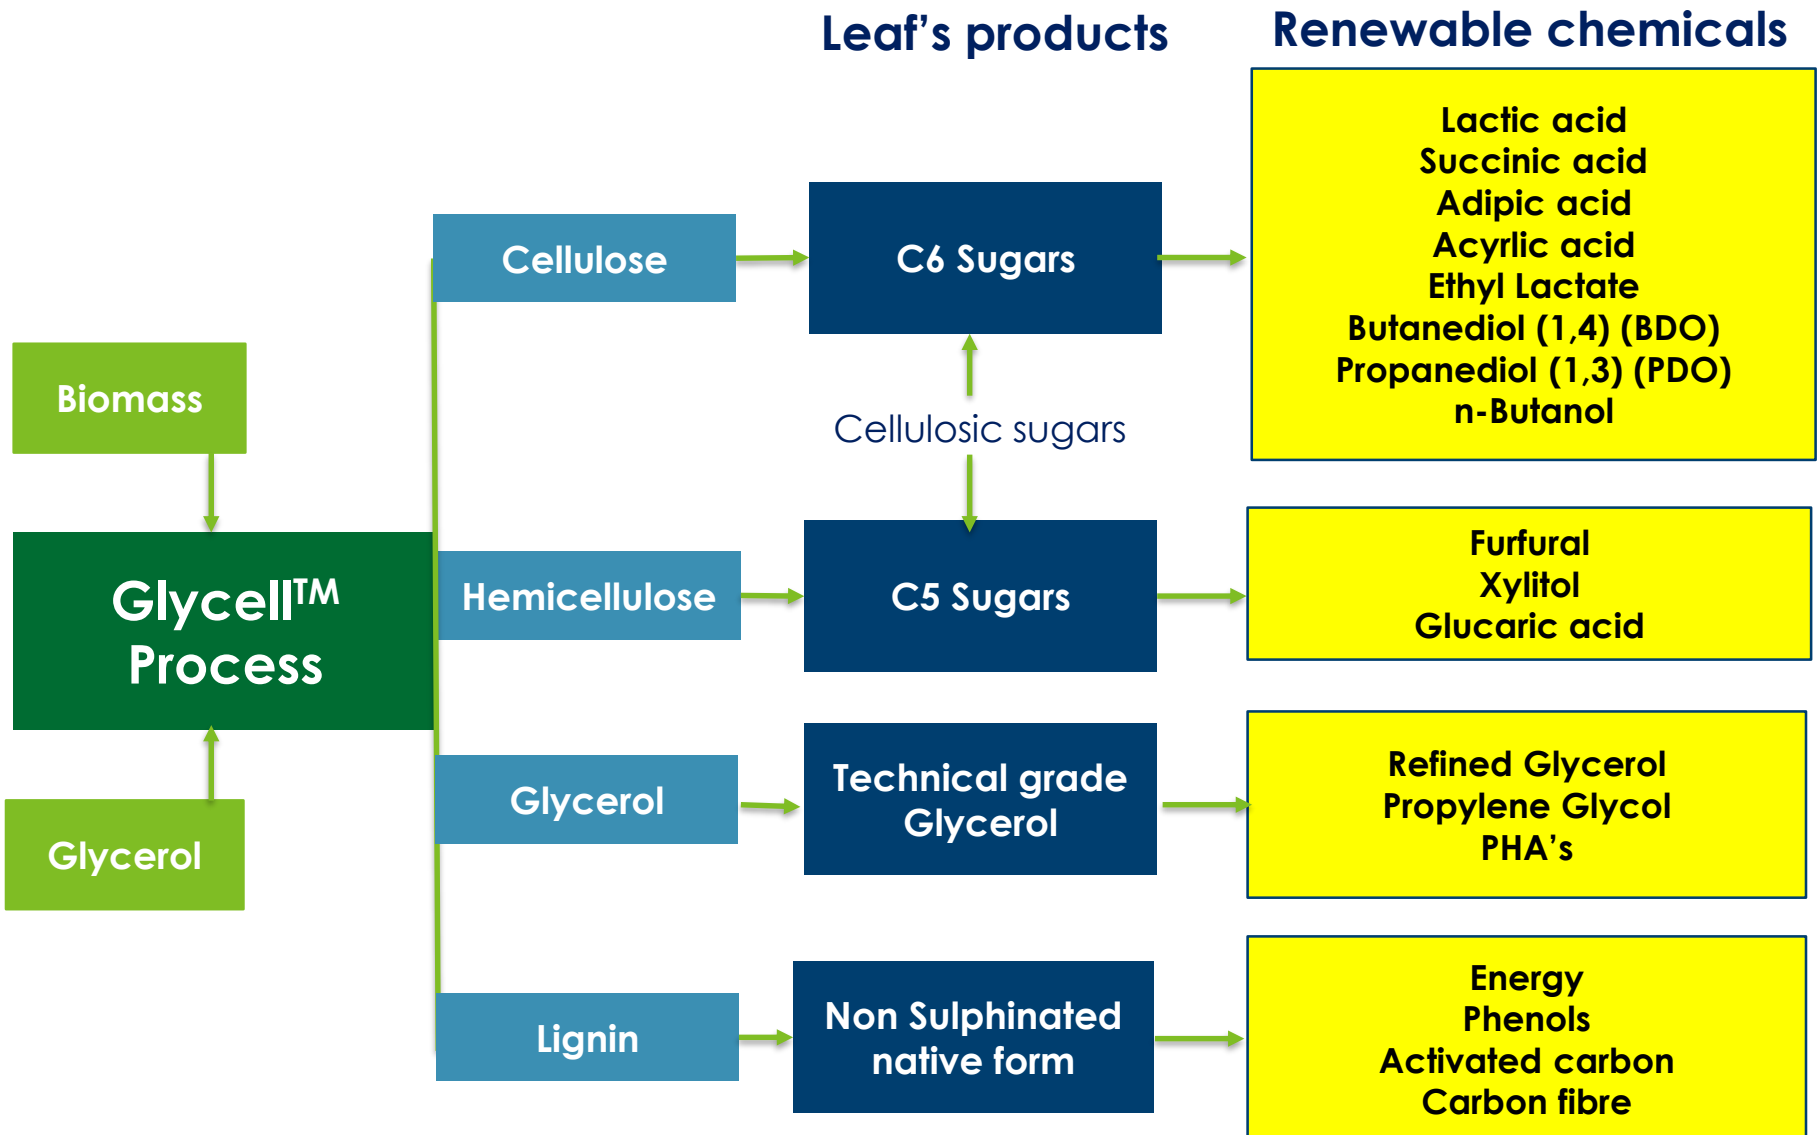 Leaf's products
Renewable chemicals
Biomass
Glycell™
Process
Glycerol
Cellulose
C6 Sugars
Lactic acid
Succinic acid
Adipic acid
Acyrlic acid
Ethyl Lactate
Butanediol (1,4) (BDO)
Propanediol (1,3) (PDO)
n-Butanol
Cellulosic sugars
Hemicellulose
C5 Sugars
Furfural
Xylitol
Glucaric acid
Glycerol
Technical grade
Glycerol
Refined Glycerol
Propylene Glycol
PHA's
Lignin
Non Sulphinated
native form
Energy
Phenols
Activated carbon
Carbon fibre